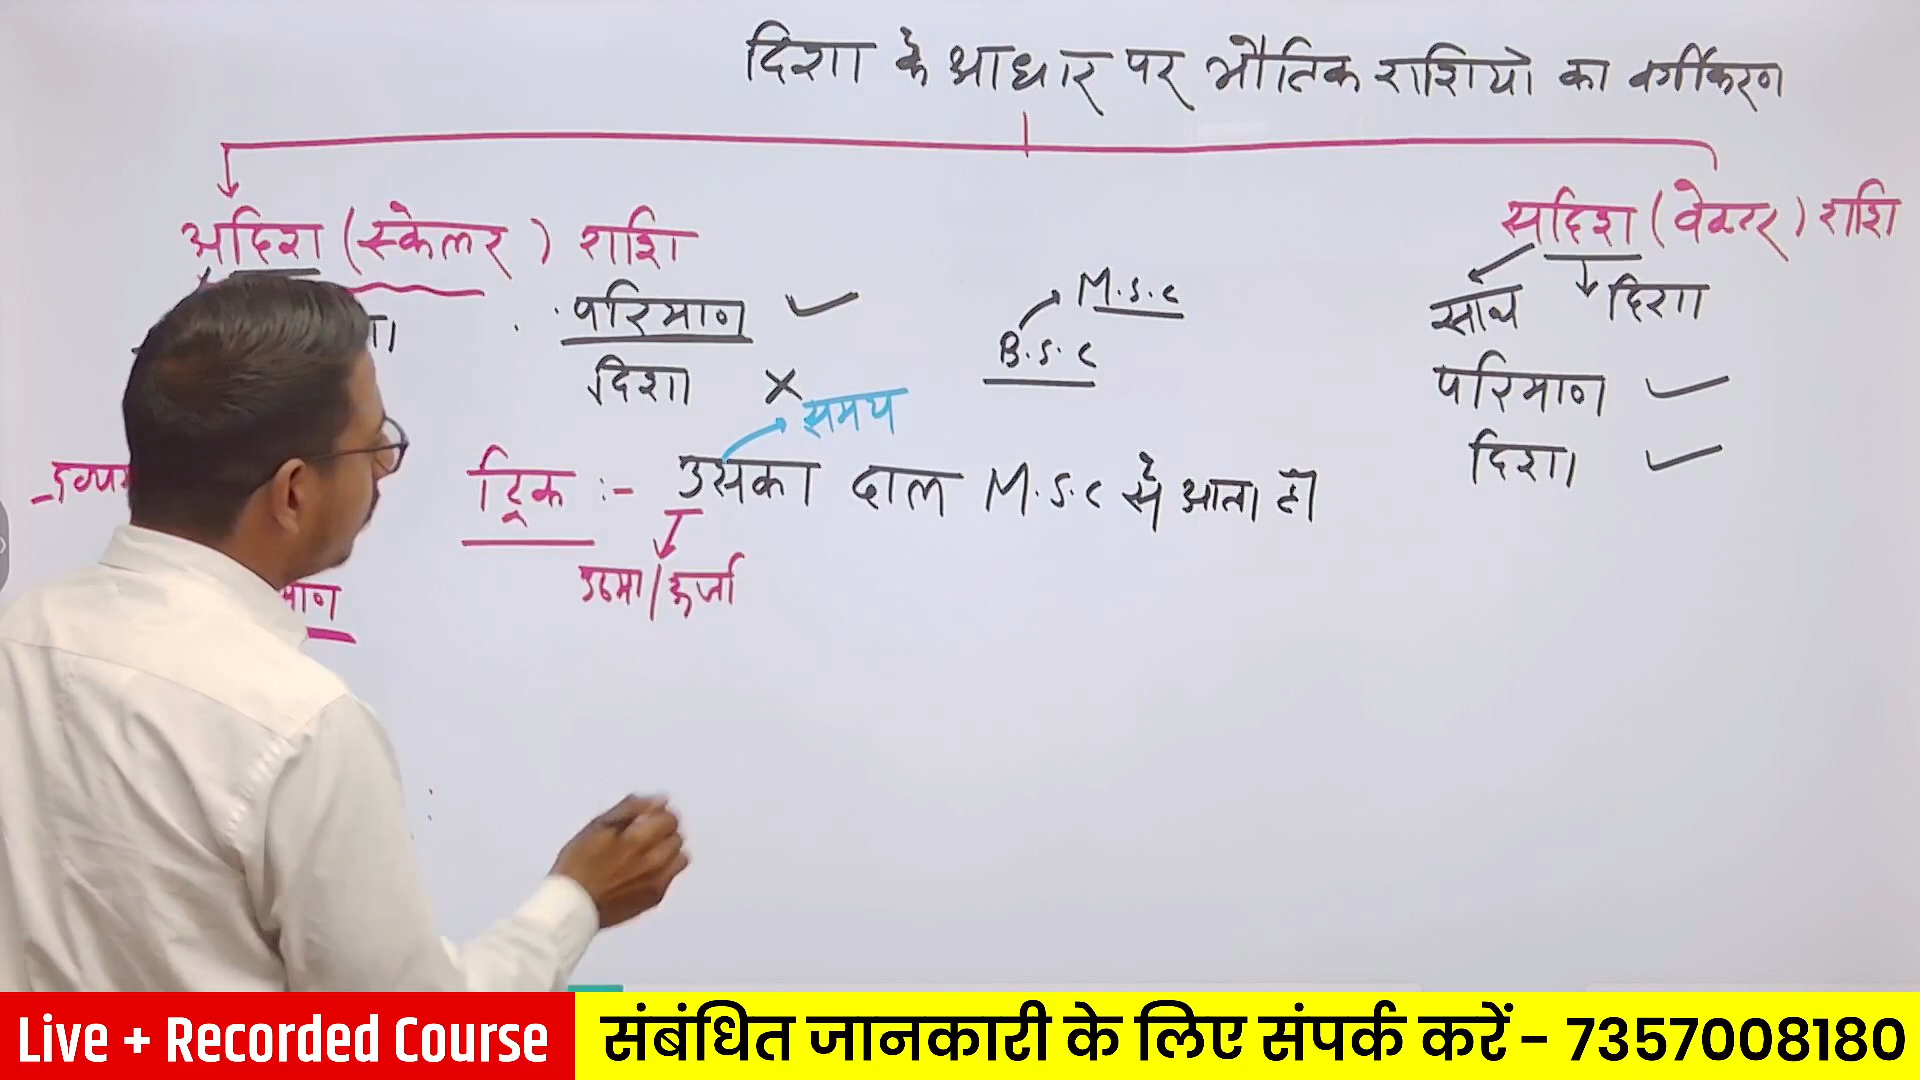 दिशा के आधार पर भौतिक राशियो का वर्गीकरण
अदिश (स्केलर) राशि
सदिश (वेक्टर) राशि
परिमाण ✓
M.S.C
B.S.C
साथ दिशा
दिशा ×
परिमाण ✓
समय
दिशा ✓
ट्रिक :- उसका दाल M.S.C से आता हो
उष्मा/ऊर्जा
Live + Recorded Course संबंधित जानकारी के लिए संपर्क करें – 7357008180